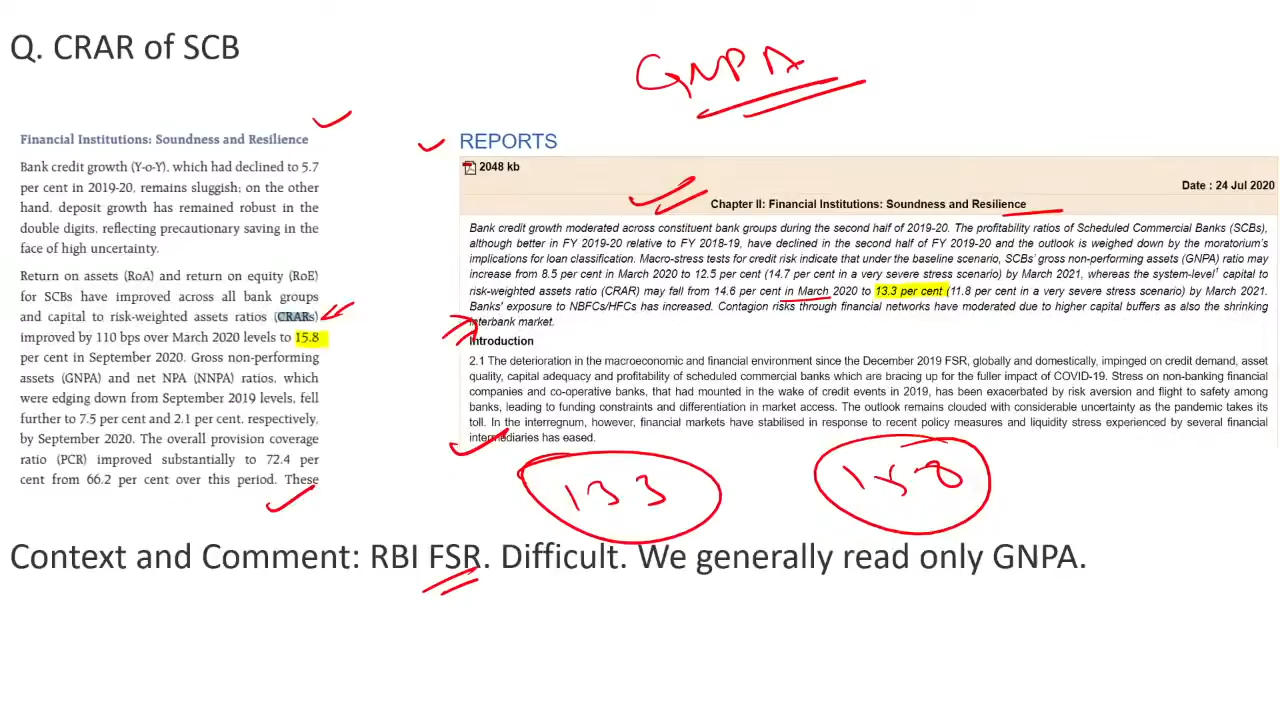 Q. CRAR of SCB
GNPA
Financial Institutions: Soundness and Resilience
Bank credit growth (Y-o-Y), which had declined to 5.7
per cent in 2019-20, remains sluggish; on the other
hand, deposit growth has remained robust in the
double digits, reflecting precautionary saving in the
face of high uncertainty.
Return on assets (RoA) and return on equity (RoE)
for SCBs have improved across all bank groups
and capital to risk-weighted assets ratios (CRARs)
improved by 110 bps over March 2020 levels to 15.8
per cent in September 2020. Gross non-performing
assets (GNPA) and net NPA (NNPA) ratios, which
were edging down from September 2019 levels, fell
further to 7.5 per cent and 2.1 per cent, respectively,
by September 2020. The overall provision coverage
ratio (PCR) improved substantially to 72.4 per
cent from 66.2 per cent over this period. These
REPORTS
2048 kb
Date : 24 Jul 2020
Chapter II: Financial Institutions: Soundness and Resilience
Bank credit growth moderated across constituent bank groups during the second half of 2019-20. The profitability ratios of Scheduled Commercial Banks (SCBs),
although better in FY 2019-20 relative to FY 2018-19, have declined in the second half of FY 2019-20 and the outlook is weighed down by the moratorium's
implications for loan classification. Macro-stress tests for credit risk indicate that under the baseline scenario, SCBs' gross non-performing assets (GNPA) ratio may
increase from 8.5 per cent in March 2020 to 12.5 per cent (14.7 per cent in a very severe stress scenario) by March 2021, whereas the system-level¹ capital to
risk-weighted assets ratio (CRAR) may fall from 14.6 per cent in March 2020 to 13.3 per cent (11.8 per cent in a very severe stress scenario) by March 2021.
Banks' exposure to NBFCs/HFCs has increased. Contagion risks through financial networks have moderated due to higher capital buffers as also the shrinking
interbank market.
Introduction
2.1 The deterioration in the macroeconomic and financial environment since the December 2019 FSR, globally and domestically, impinged on credit demand, asset
quality, capital adequacy and profitability of scheduled commercial banks which are bracing up for the fuller impact of COVID-19. Stress on non-banking financial
companies and co-operative banks, that had mounted in the wake of credit events in 2019, has been exacerbated by risk aversion and flight to safety among
banks, leading to funding constraints and differentiation in market access. The outlook remains clouded with considerable uncertainty as the pandemic takes its
toll. In the interregnum, however, financial markets have stabilised in response to recent policy measures and liquidity stress experienced by several financial
intermediaries has eased.
13 3
158
Context and Comment: RBI FSR. Difficult. We generally read only GNPA.